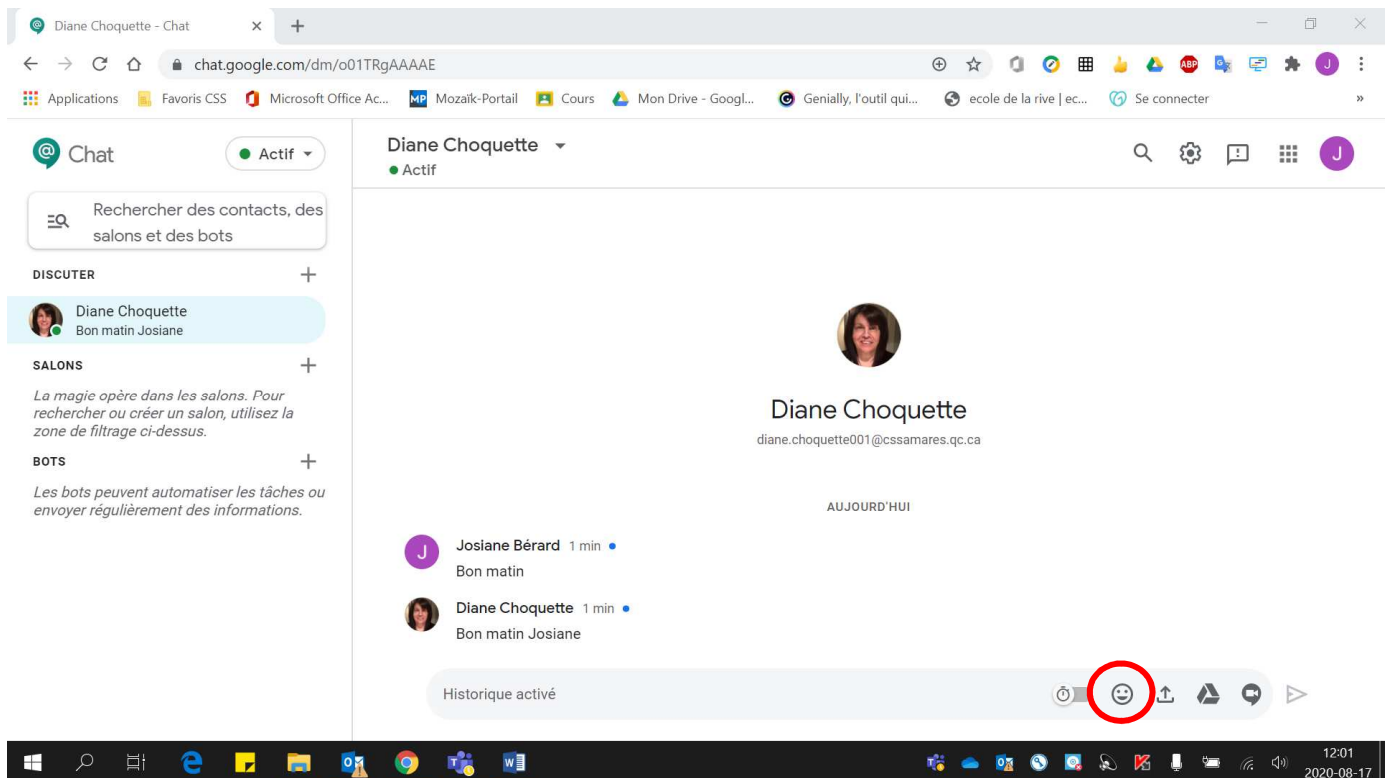 Diane Choquette - Chat
chat.google.com/dm/o01TRgAAAAE
ABP
J
Applications
Favoris CSS
Microsoft Office Ac...
MP
Mozaïk-Portail
Cours
Mon Drive - Googl...
Genially, l'outil qui...
ecole de la rive | ec...
Se connecter
»
Chat
Actif
Diane Choquette
Actif
J
Rechercher des contacts, des
salons et des bots
DISCUTER
Diane Choquette
Bon matin Josiane
SALONS
La magie opère dans les salons. Pour
rechercher ou créer un salon, utilisez la
zone de filtrage ci-dessus.
BOTS
Les bots peuvent automatiser les tâches ou
envoyer régulièrement des informations.
Diane Choquette
diane.choquette001@cssamares.qc.ca
AUJOURD'HUI
J
Josiane Bérard 1 min
Bon matin
Diane Choquette 1 min
Bon matin Josiane
Historique activé
12:01
2020-08-17